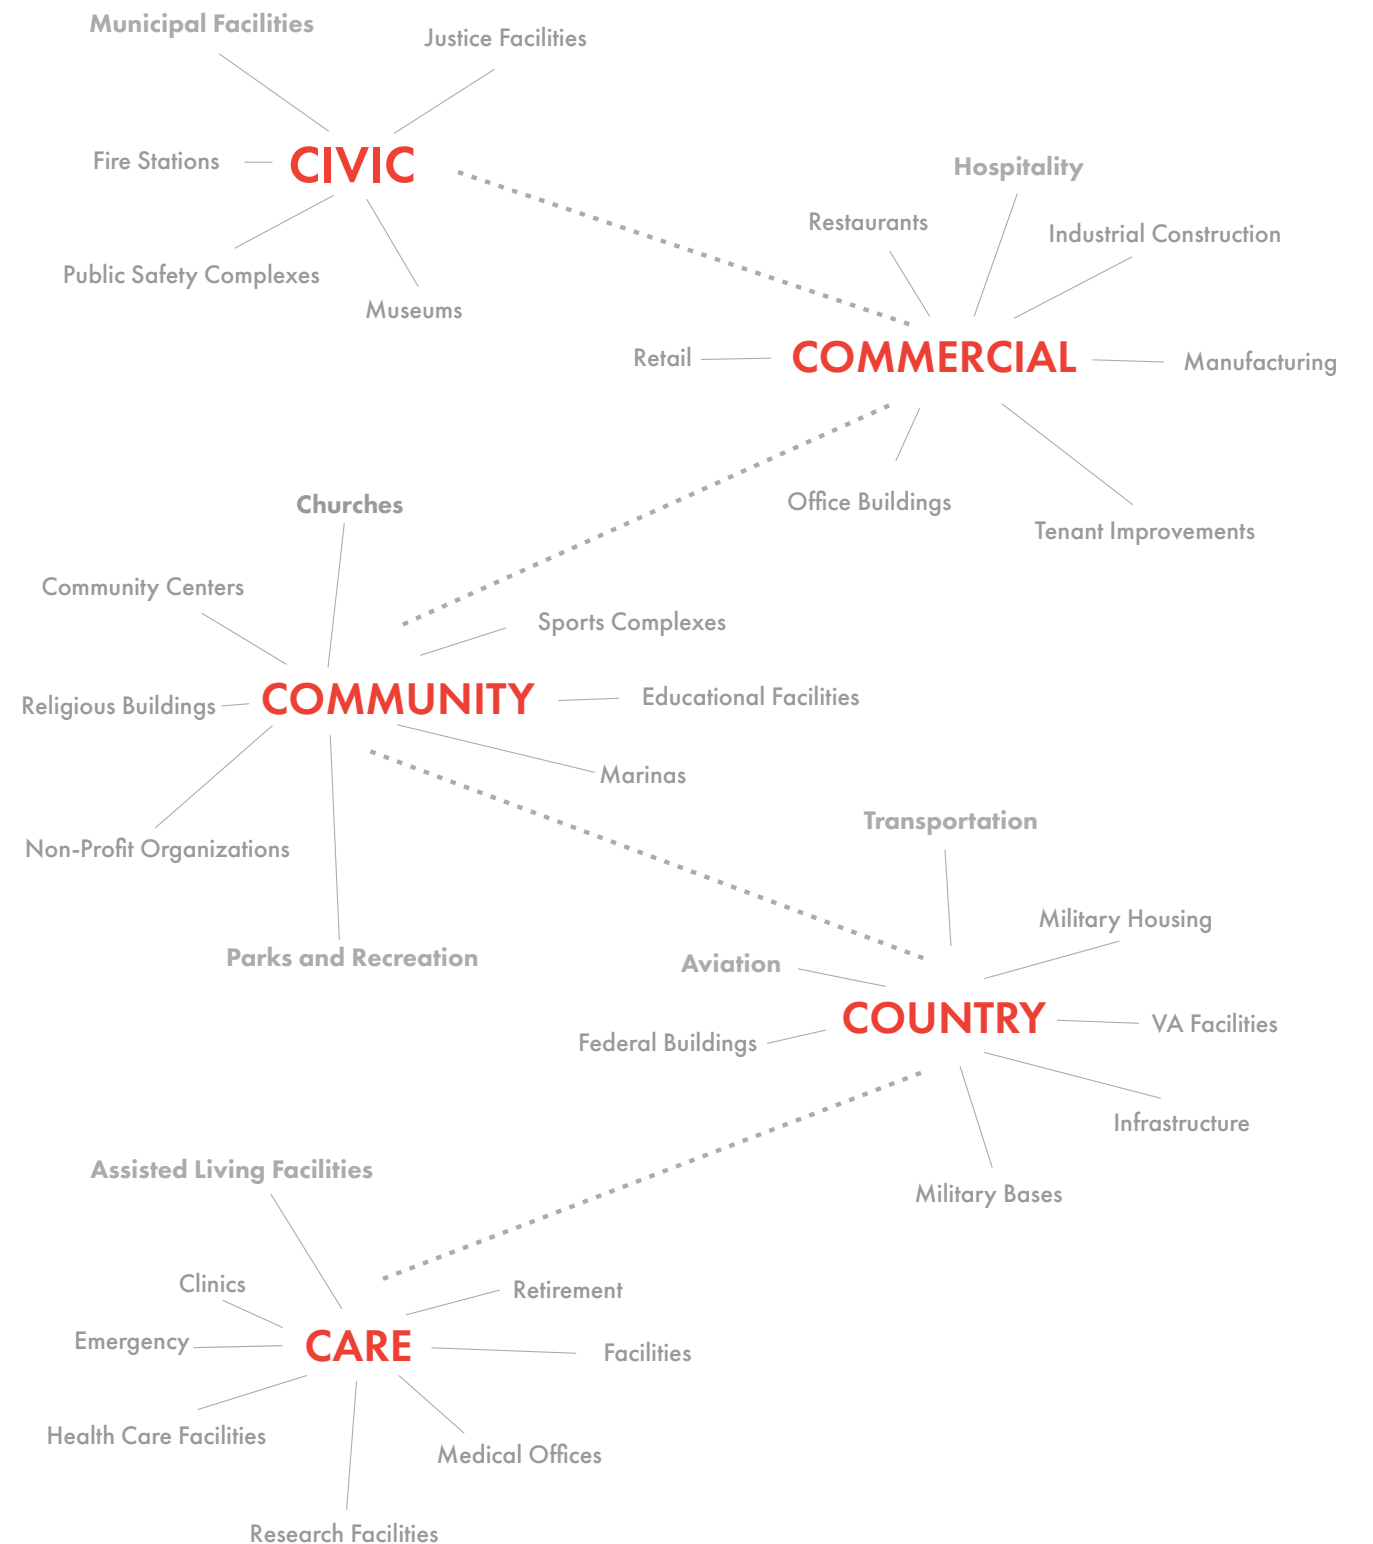 Municipal Facilities
Justice Facilities
Fire Stations
CIVIC
Public Safety Complexes
Museums
Hospitality
Restaurants
Industrial Construction
Retail
COMMERCIAL
Manufacturing
Office Buildings
Tenant Improvements
Churches
Community Centers
Sports Complexes
Religious Buildings
COMMUNITY
Educational Facilities
Marinas
Non-Profit Organizations
Parks and Recreation
Transportation
Military Housing
Aviation
COUNTRY
VA Facilities
Federal Buildings
Infrastructure
Military Bases
Assisted Living Facilities
Clinics
Retirement
Emergency
CARE
Facilities
Health Care Facilities
Medical Offices
Research Facilities